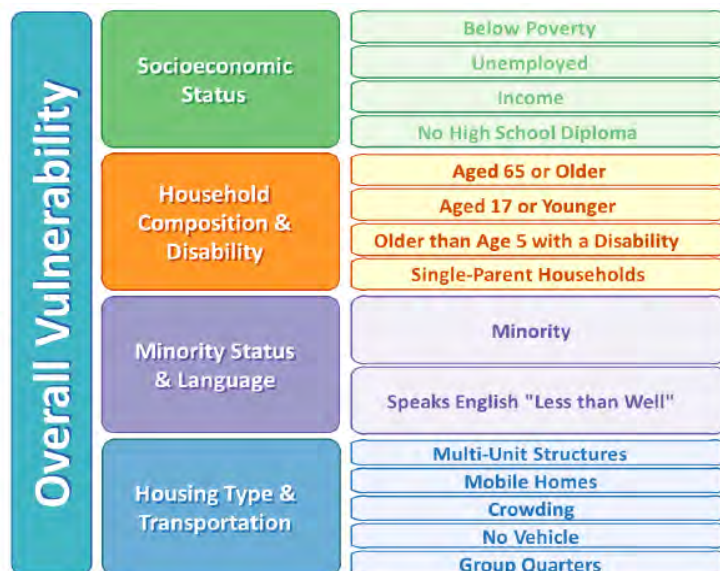 Overall Vulnerability
Socioeconomic
Status
Below Poverty
Unemployed
Income
No High School Diploma
Household
Composition &
Disability
Aged 65 or Older
Aged 17 or Younger
Older than Age 5 with a Disability
Single-Parent Households
Minority Status
& Language
Minority
Speaks English "Less than Well"
Housing Type &
Transportation
Multi-Unit Structures
Mobile Homes
Crowding
No Vehicle
Group Quarters